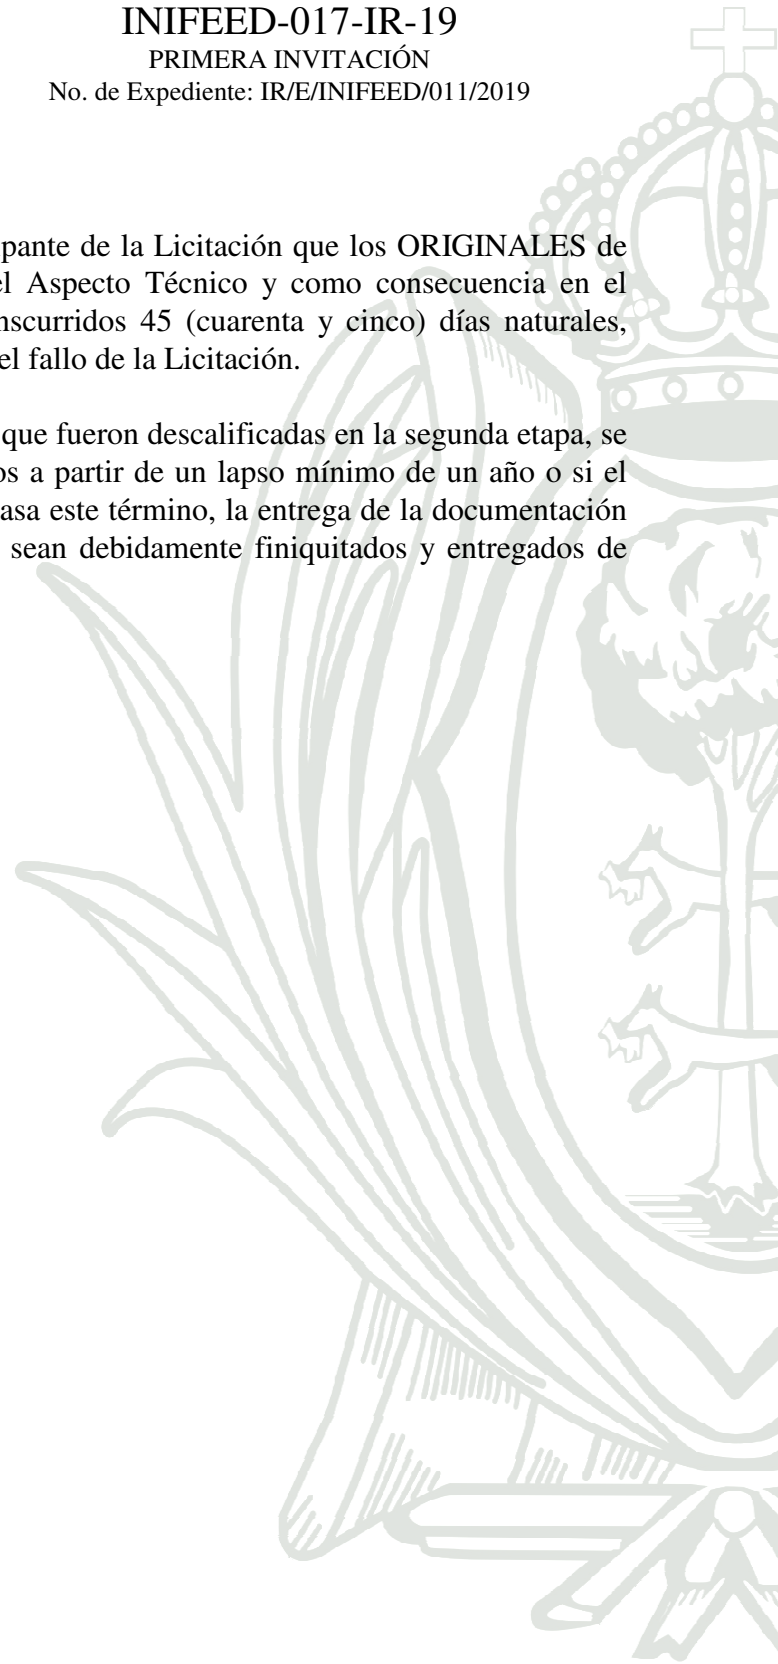 INIFEED-017-IR-19
PRIMERA INVITACIÓN
No. de Expediente: IR/E/INIFEED/011/2019
pante de la Licitación que los ORIGINALES de
el Aspecto Técnico y como consecuencia en el
nscurridos 45 (cuarenta y cinco) días naturales,
el fallo de la Licitación.
que fueron descalificadas en la segunda etapa, se
os a partir de un lapso mínimo de un año o si el
asa este término, la entrega de la documentación
sean debidamente finiquitados y entregados de